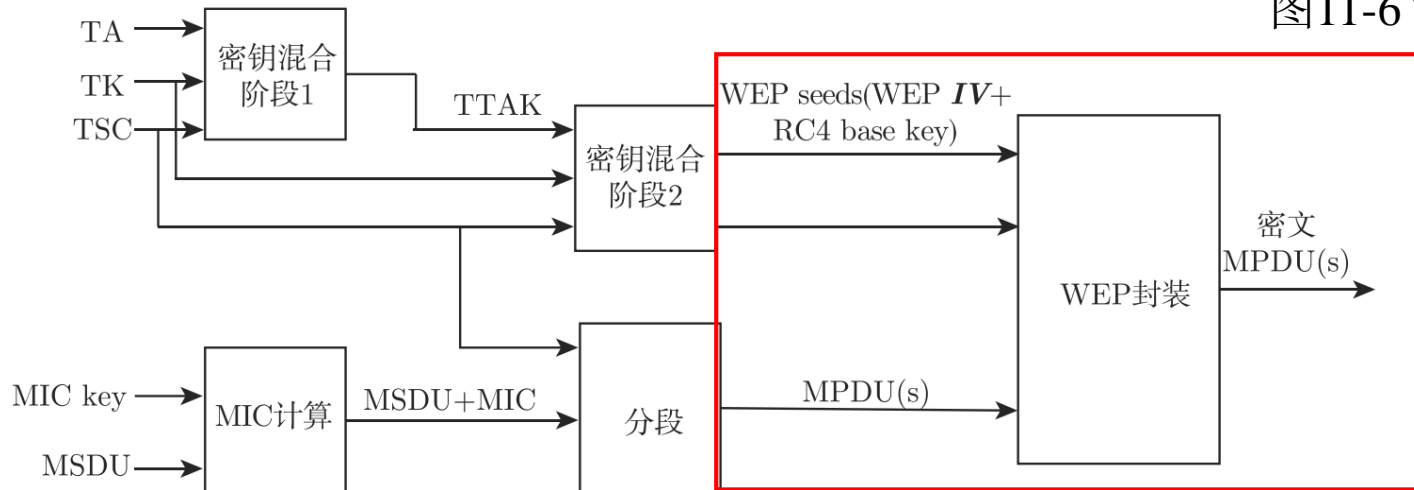 图11-6
TA
TK
TSC
密钥混合
阶段1
TTAK
密钥混合
阶段2
WEP seeds(WEP IV+
RC4 base key)
WEP封装
密文
MPDU(s)
MIC key
MSDU
MIC计算
MSDU+MIC
分段
MPDU(s)